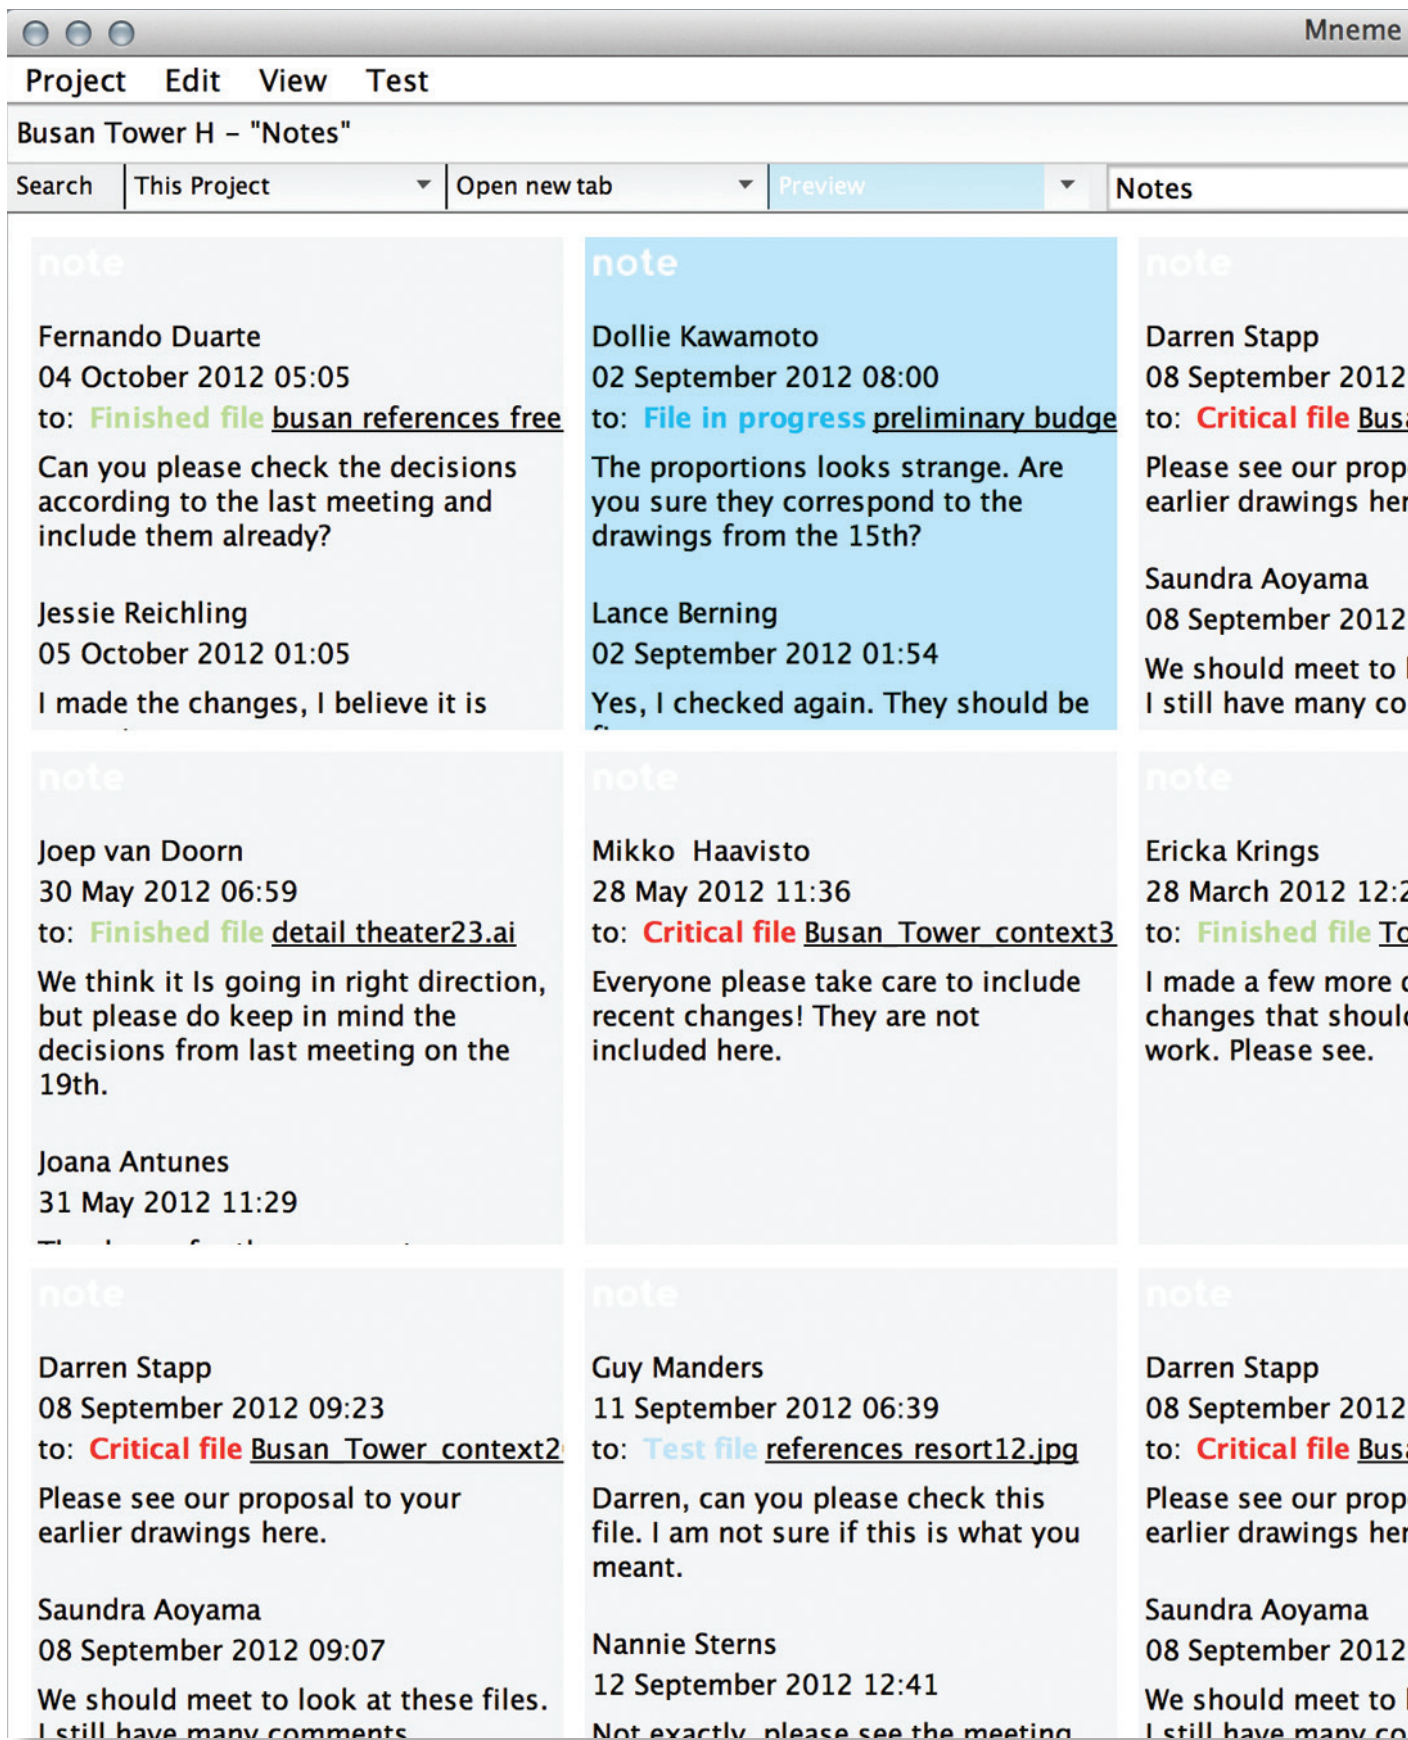 Mneme
Project Edit View Test
Busan Tower H – "Notes"
Search This Project Open new tab Preview Notes
note
Fernando Duarte
04 October 2012 05:05
to: Finished file busan references free
Can you please check the decisions
according to the last meeting and
include them already?
Jessie Reichling
05 October 2012 01:05
I made the changes, I believe it is
note
Dollie Kawamoto
02 September 2012 08:00
to: File in progress preliminary budge
The proportions looks strange. Are
you sure they correspond to the
drawings from the 15th?
Lance Berning
02 September 2012 01:54
Yes, I checked again. They should be
note
Darren Stapp
08 September 2012
to: Critical file Busa
Please see our prop
earlier drawings her
Saundra Aoyama
08 September 2012
We should meet to
I still have many co
note
Joep van Doorn
30 May 2012 06:59
to: Finished file detail theater23.ai
We think it Is going in right direction,
but please do keep in mind the
decisions from last meeting on the
19th.
Joana Antunes
31 May 2012 11:29
note
Mikko Haavisto
28 May 2012 11:36
to: Critical file Busan_Tower_context3
Everyone please take care to include
recent changes! They are not
included here.
note
Ericka Krings
28 March 2012 12:2
to: Finished file To
I made a few more
changes that should
work. Please see.
note
Darren Stapp
08 September 2012 09:23
to: Critical file Busan_Tower_context2
Please see our proposal to your
earlier drawings here.
Saundra Aoyama
08 September 2012 09:07
We should meet to look at these files.
I still have many comments
note
Guy Manders
11 September 2012 06:39
to: Test file references resort12.jpg
Darren, can you please check this
file. I am not sure if this is what you
meant.
Nannie Sterns
12 September 2012 12:41
Not exactly, please see the meeting
note
Darren Stapp
08 September 2012
to: Critical file Busa
Please see our prop
earlier drawings her
Saundra Aoyama
08 September 2012
We should meet to
I still have many co